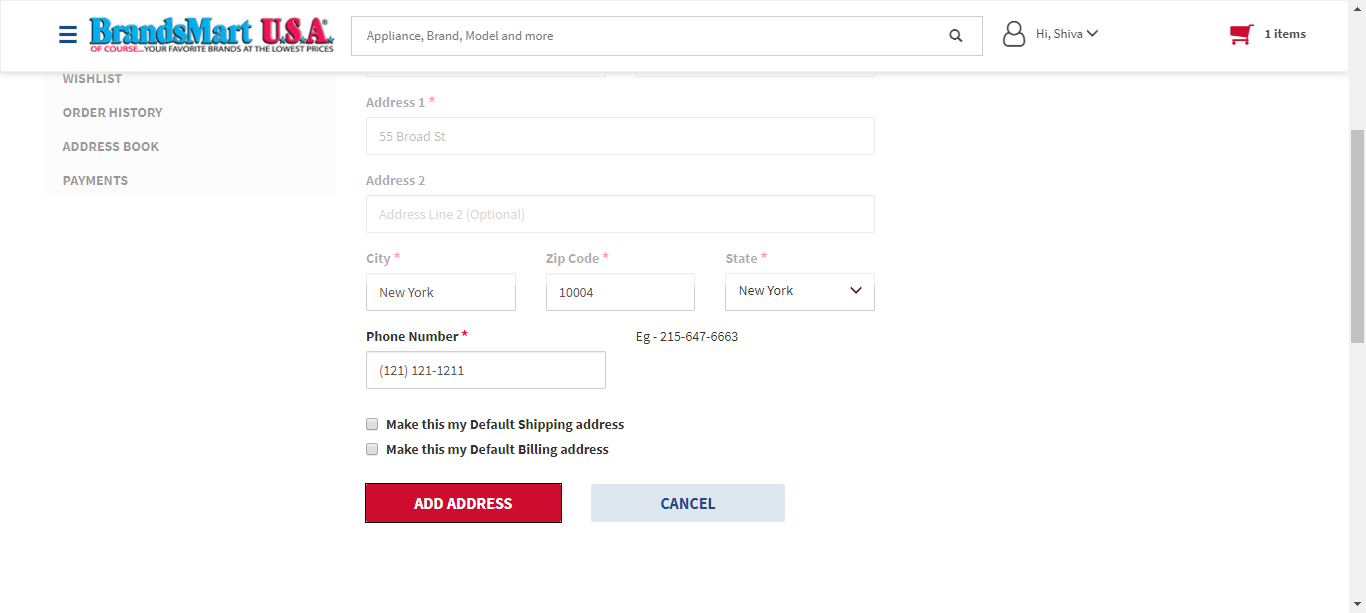 BrandsMart U.S.A.
OF COURSE...YOUR FAVORITE BRANDS AT THE LOWEST PRICES
Appliance, Brand, Model and more
Hi, Shiva
1 items
WISHLIST
ORDER HISTORY
ADDRESS BOOK
PAYMENTS
Address 1 *
55 Broad St
Address 2
Address Line 2 (Optional)
City * Zip Code * State *
New York 10004 New York
Phone Number * Eg - 215-647-6663
(121) 121-1211
Make this my Default Shipping address
Make this my Default Billing address
ADD ADDRESS CANCEL